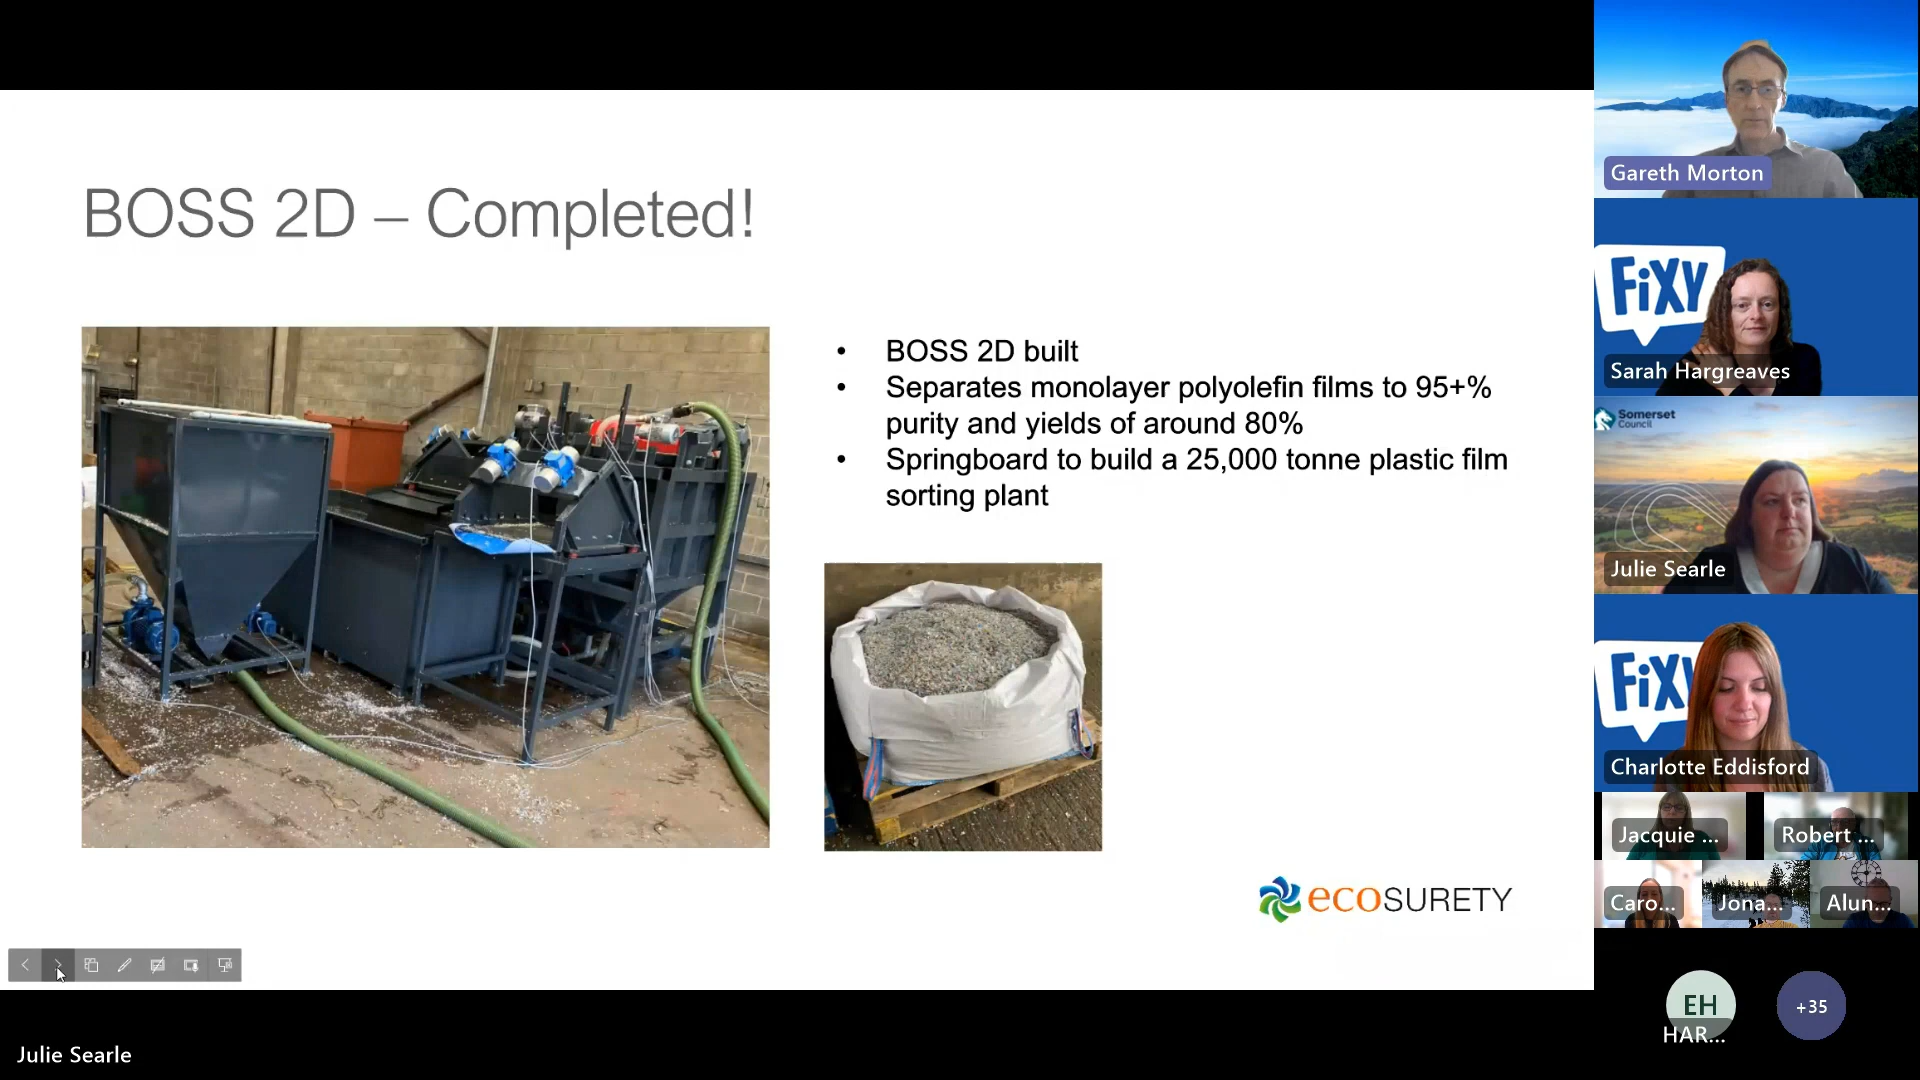 BOSS 2D – Completed!
• BOSS 2D built
• Separates monolayer polyolefin films to 95+%
purity and yields of around 80%
• Springboard to build a 25,000 tonne plastic film
sorting plant
ecoSURETY
Julie Searle
Gareth Morton
FiXY
Sarah Hargreaves
Somerset
Council
Julie Searle
FiXY
Charlotte Eddisford
Jacquie ...
Robert ...
Caro...
Jona...
Alun...
EH
HAR...
+35